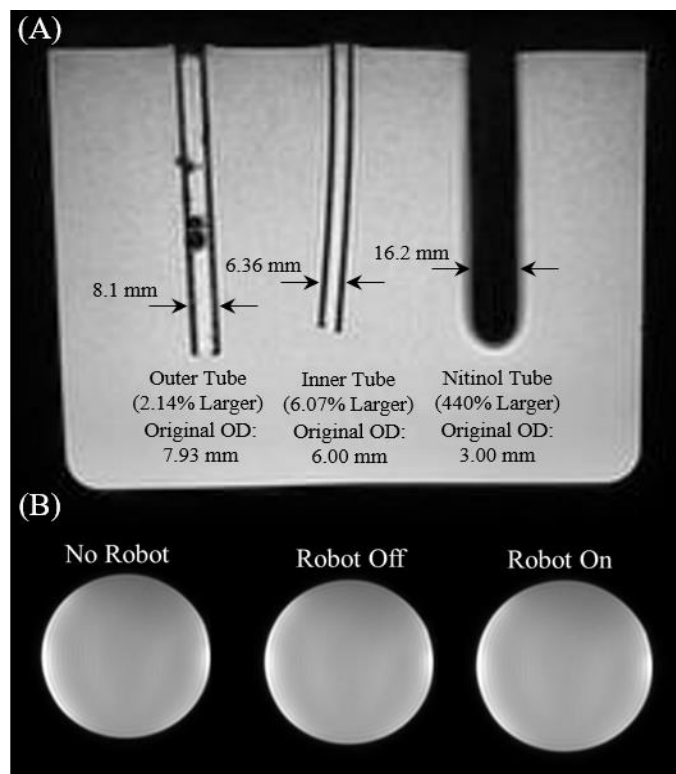 (A)
8.1 mm
6.36 mm
16.2 mm
Outer Tube
(2.14% Larger)
Original OD:
7.93 mm
Inner Tube
(6.07% Larger)
Original OD:
6.00 mm
Nitinol Tube
(440% Larger)
Original OD:
3.00 mm
(B)
No Robot
Robot Off
Robot On